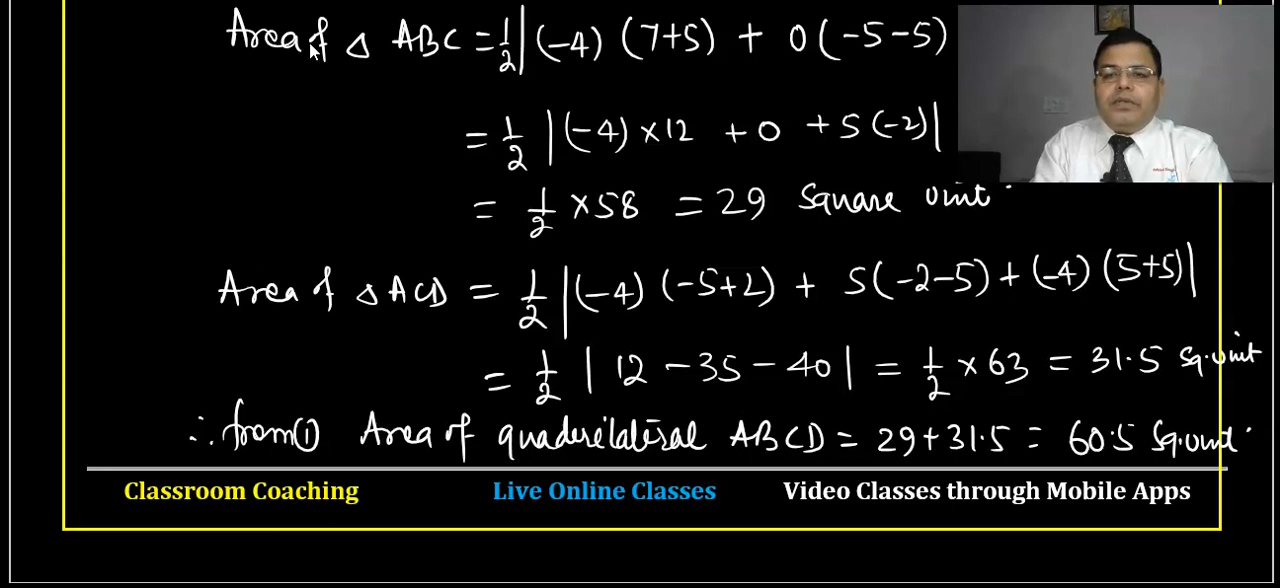 Area of △ ABC = 1/2 |(-4) (7+5) + 0(-5-5)
= 1/2 |(-4) × 12 + 0 + 5(-2)|
= 1/2 × 58 = 29 square unit.
Area of △ ACD = 1/2 |(-4) (-5+2) + 5(-2-5) + (-4) (5+5)|
= 1/2 | 12 - 35 - 40 | = 1/2 × 63 = 31.5 sq.unit
∴ from(1) Area of quaderilateral ABCD = 29+31.5 = 60.5 Sq.unit.
Classroom Coaching Live Online Classes Video Classes through Mobile Apps